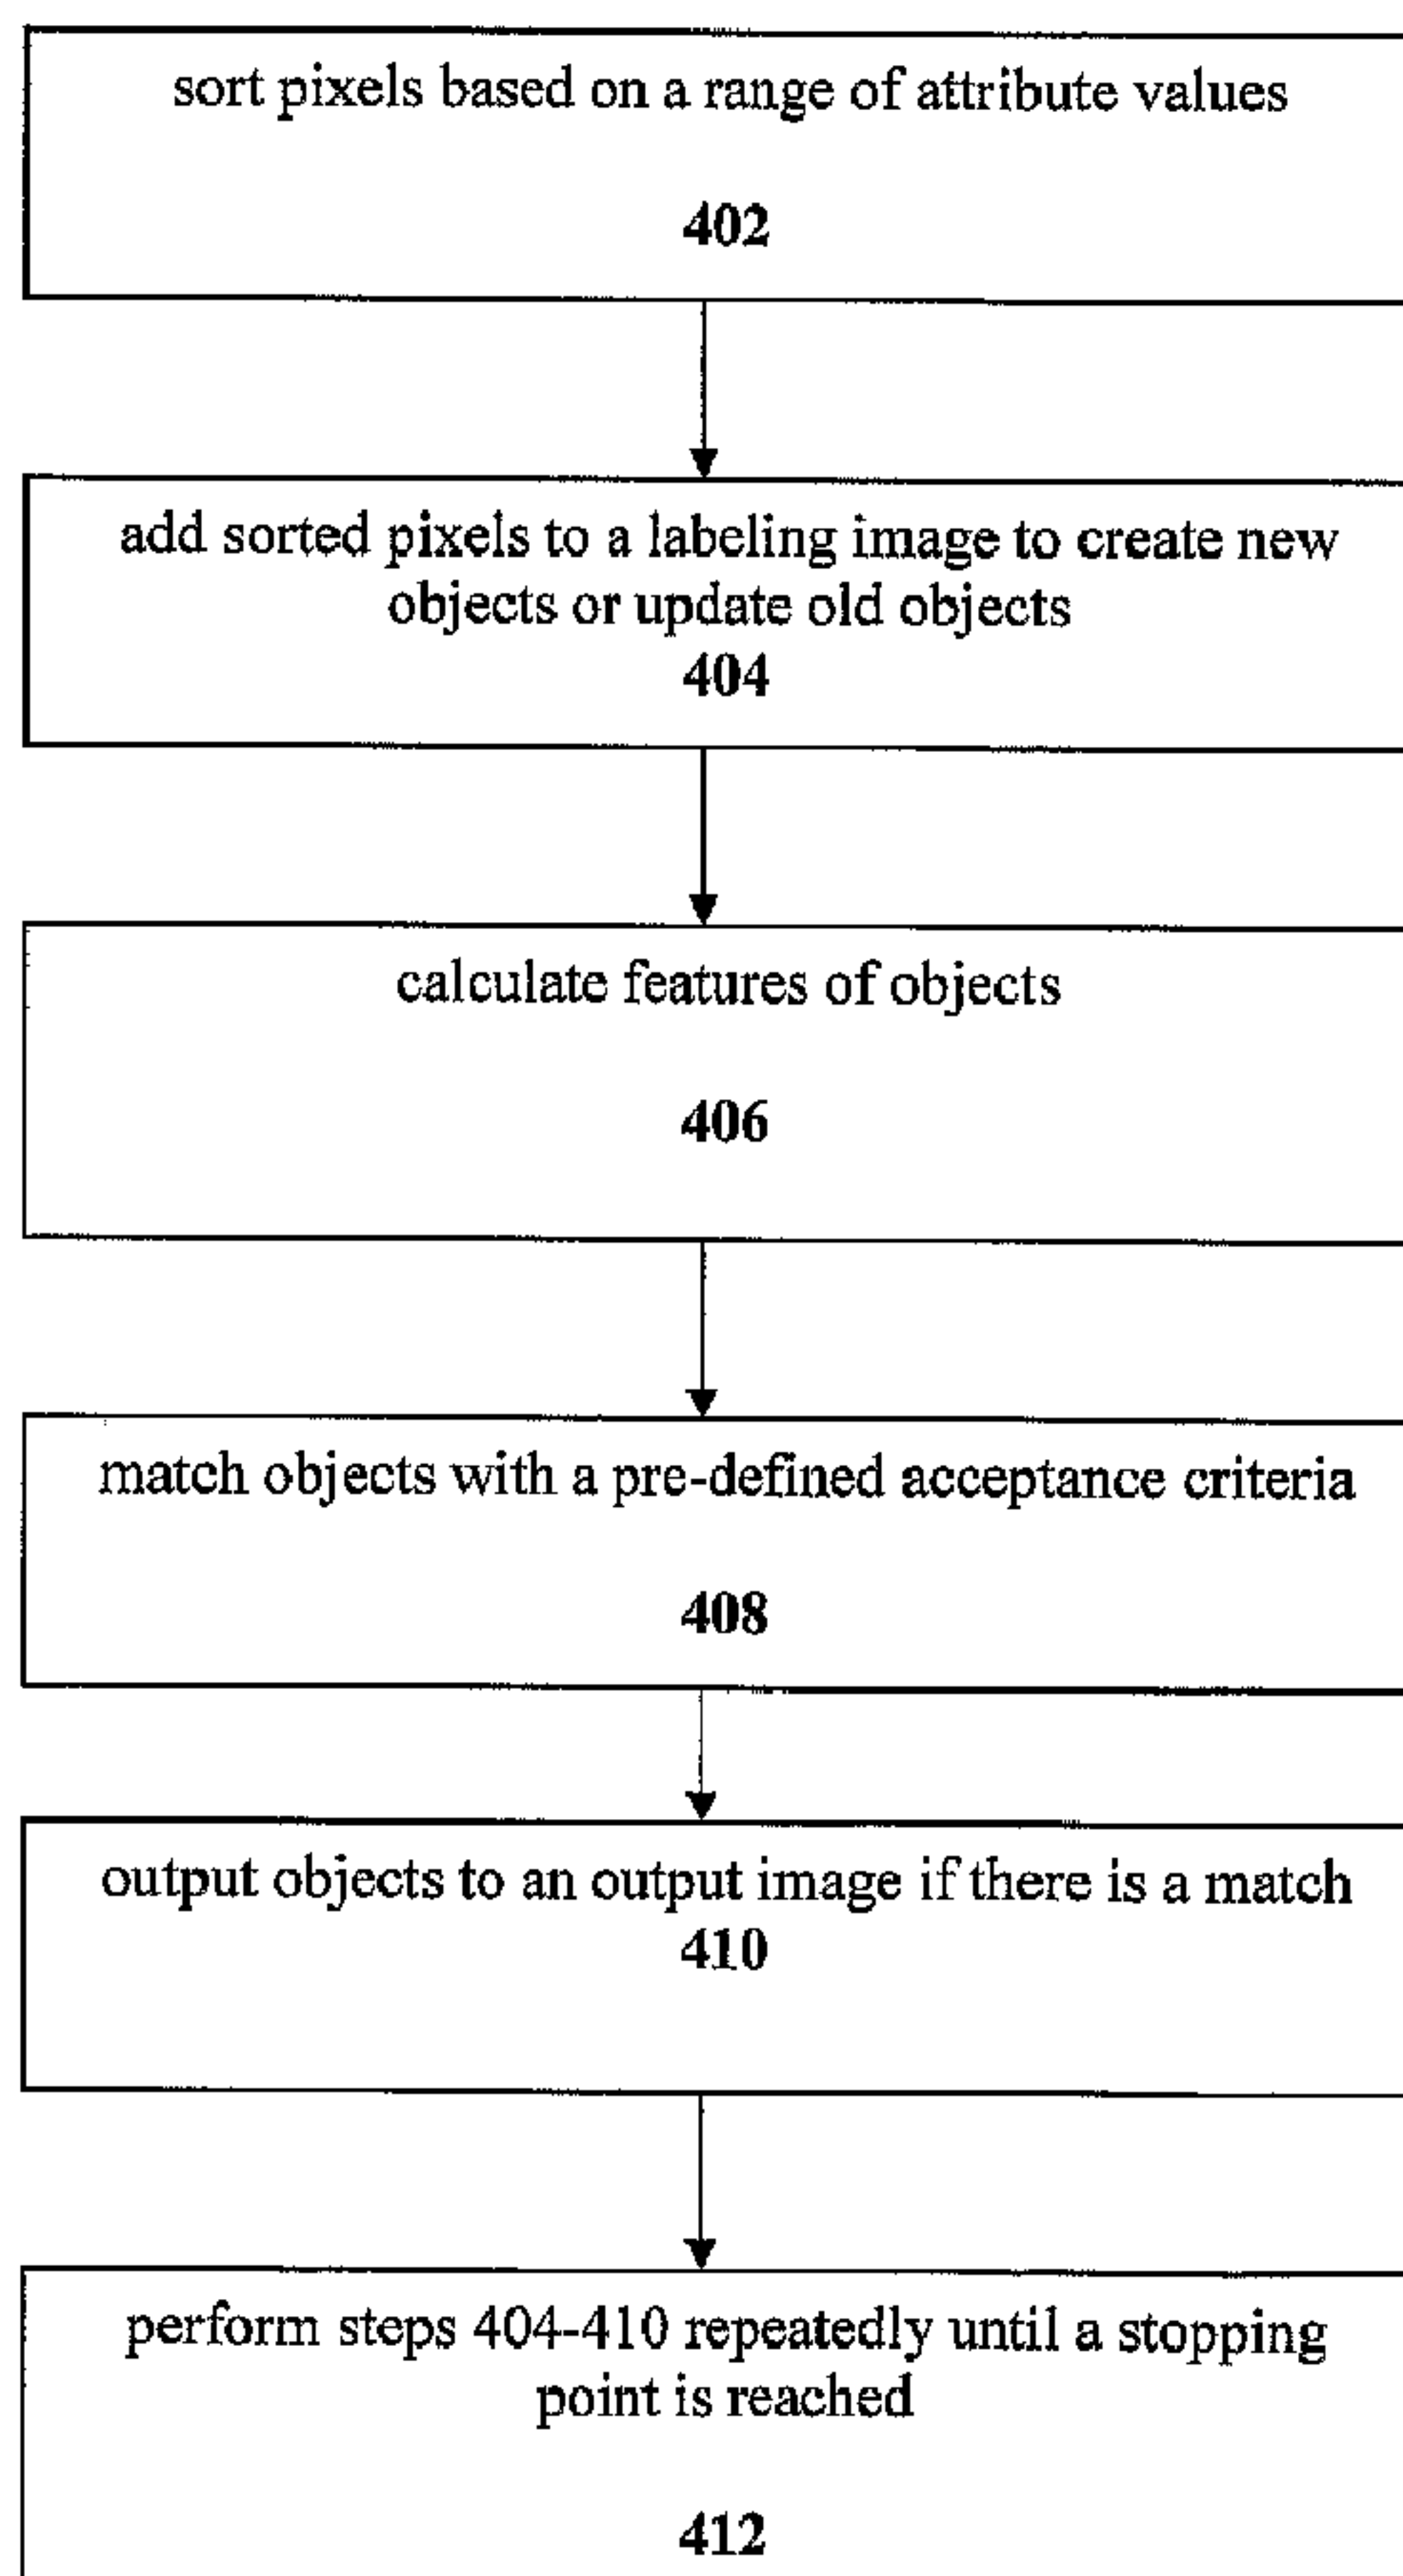 sort pixels based on a range of attribute values
402
add sorted pixels to a labeling image to create new
objects or update old objects
404
calculate features of objects
406
match objects with a pre-defined acceptance criteria
408
output objects to an output image if there is a match
410
perform steps 404-410 repeatedly until a stopping
point is reached
412